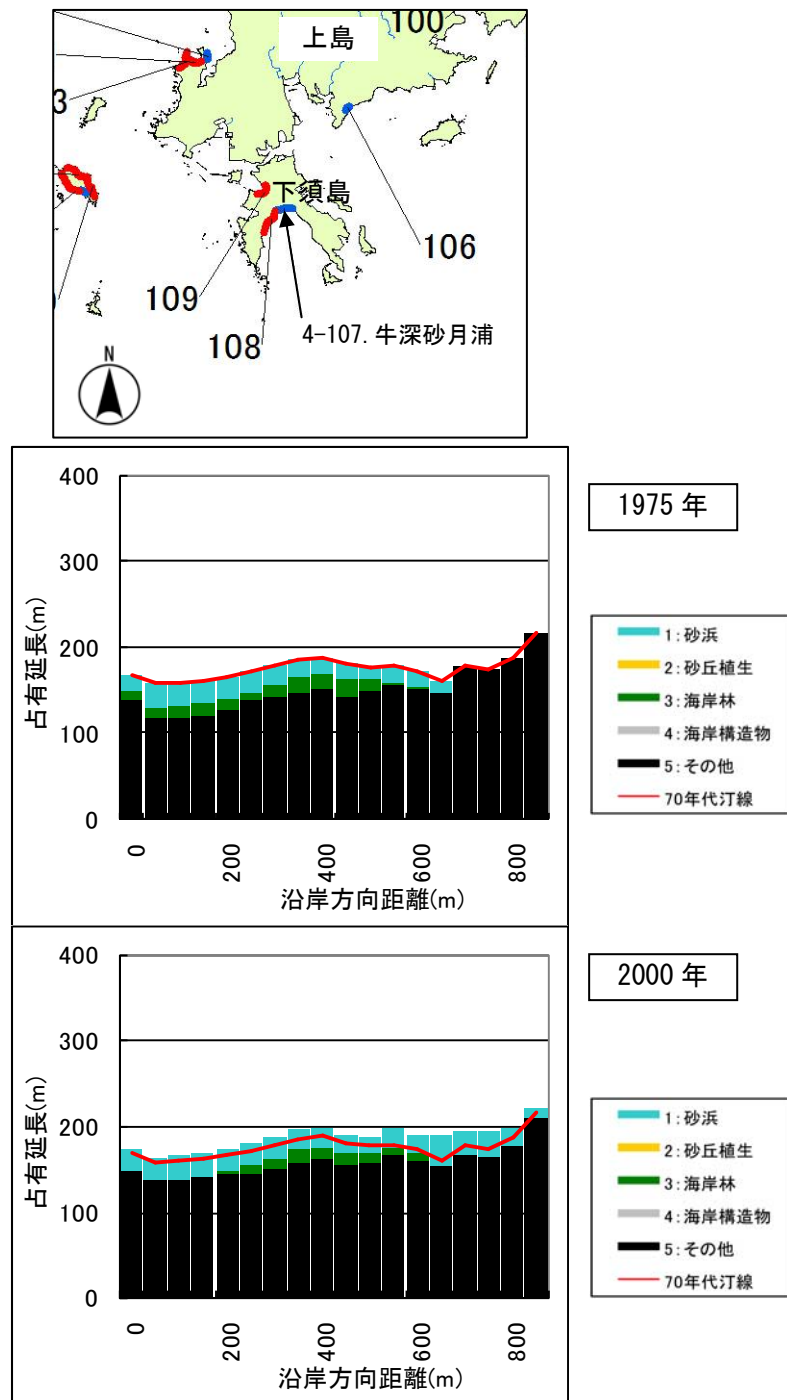 100
上島
3
下須島
106
109
108
4-107. 牛深砂月浦
N
400
300
200
100
0
占有延長(m)
0
200
400
600
800
沿岸方向距離(m)
1975 年
1:砂浜
2:砂丘植生
3:海岸林
4:海岸構造物
5:その他
70年代汀線
400
300
200
100
0
占有延長(m)
0
200
400
600
800
沿岸方向距離(m)
2000 年
1:砂浜
2:砂丘植生
3:海岸林
4:海岸構造物
5:その他
70年代汀線